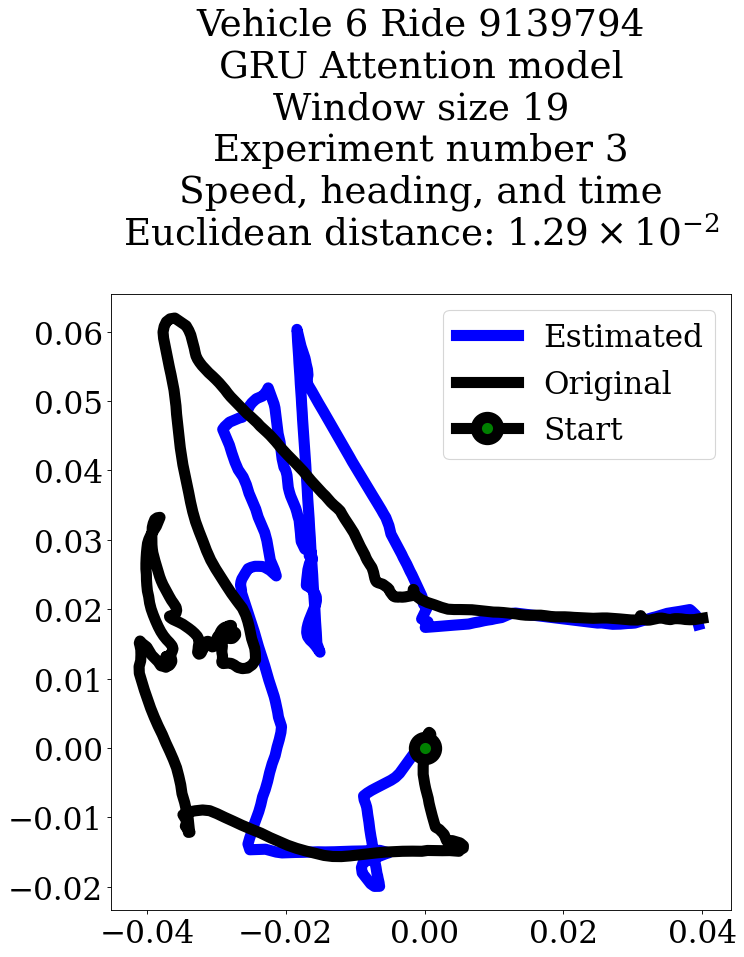 Vehicle 6 Ride 9139794
GRU Attention model
Window size 19
Experiment number 3
Speed, heading, and time
Euclidean distance: 1.29 × 10⁻²
Estimated
Original
Start
0.06
0.05
0.04
0.03
0.02
0.01
0.00
−0.01
−0.02
−0.04 −0.02 0.00 0.02 0.04